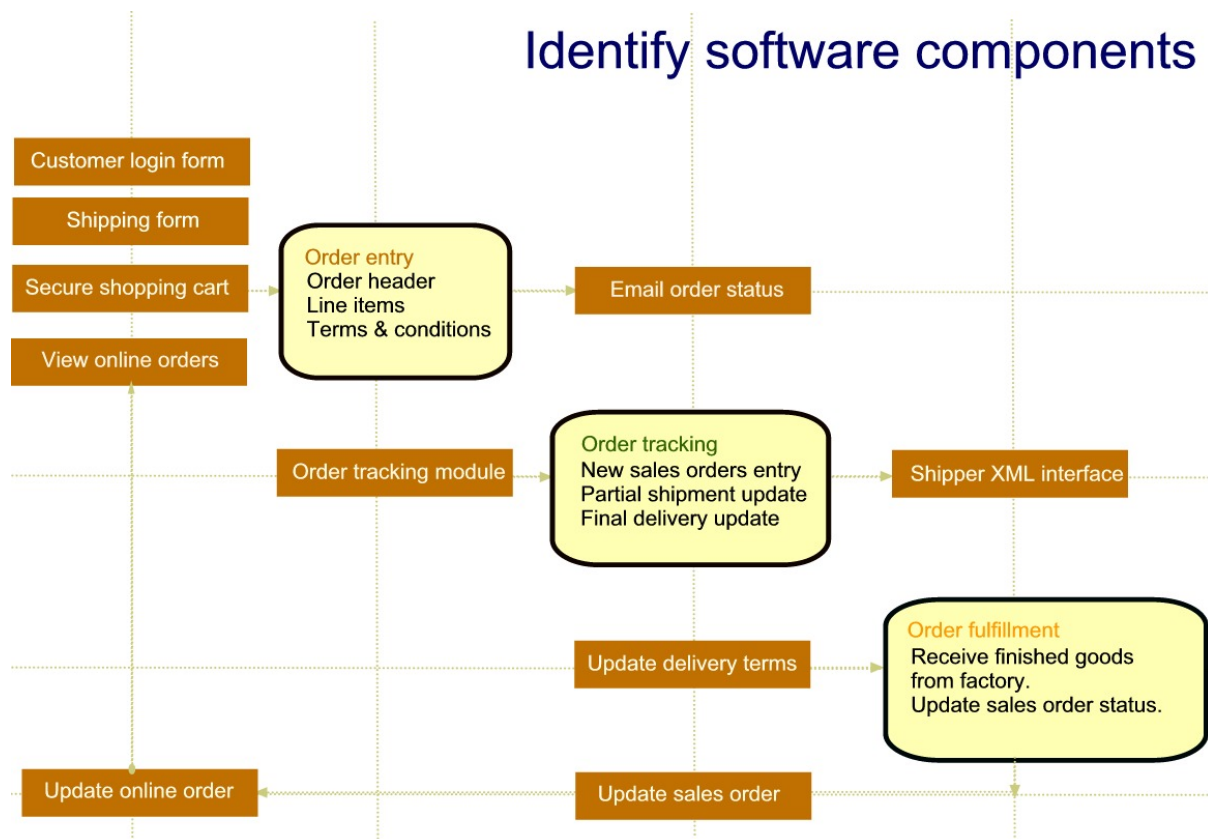 Identify software components
Customer login form
Shipping form
Secure shopping cart
View online orders
Order entry
Order header
Line items
Terms & conditions
Email order status
Order tracking module
Order tracking
New sales orders entry
Partial shipment update
Final delivery update
Shipper XML interface
Update delivery terms
Order fulfillment
Receive finished goods
from factory.
Update sales order status.
Update online order
Update sales order